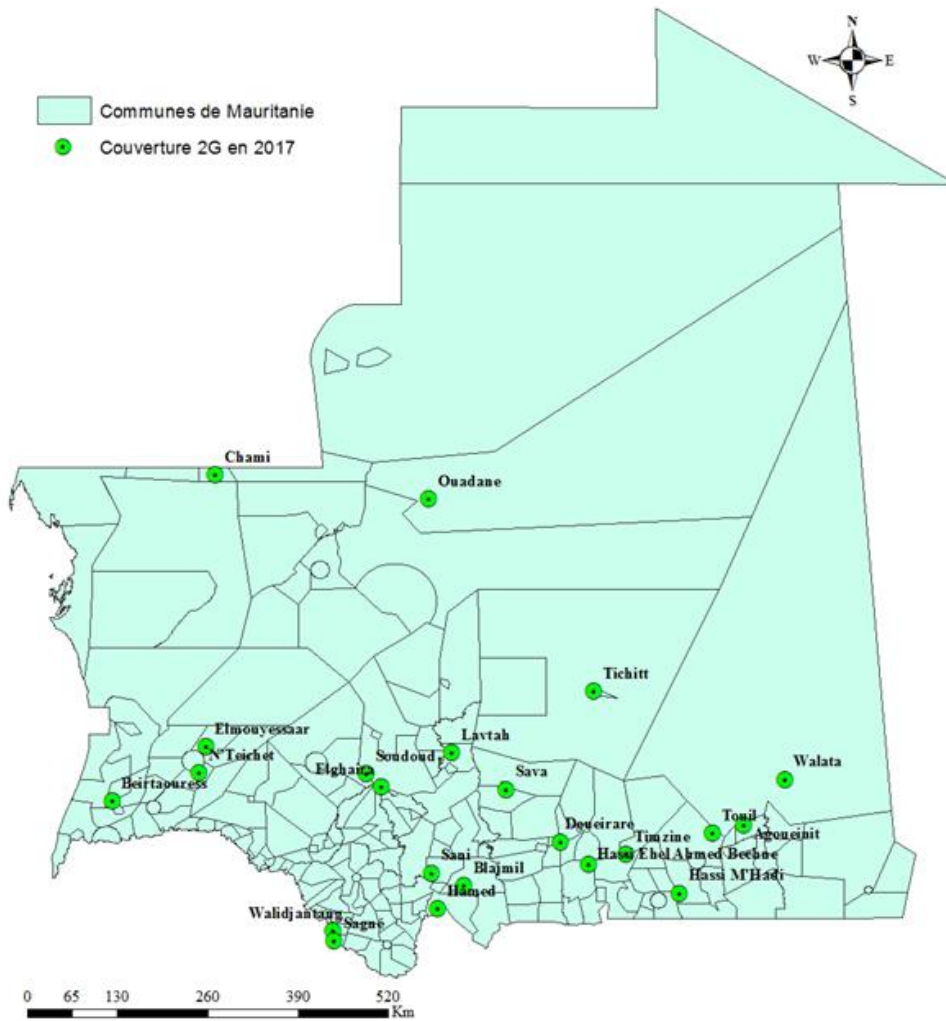 N
W E
S
Communes de Mauritanie
Couverture 2G en 2017
Chami
Ouadane
Tichitt
Elmouyessaar
N'Teichet
Lavtah
Soudoud
Elghaira
Beirtaouress
Sava
Walata
Touil
Agoueinit
Doueirare
Timzine
Hassi Ehel Ahmed Bechne
Sani
Blajmil
Hassi M'Hadi
Hamed
Walidjantang
Sagné
0 65 130 260 390 520
Km